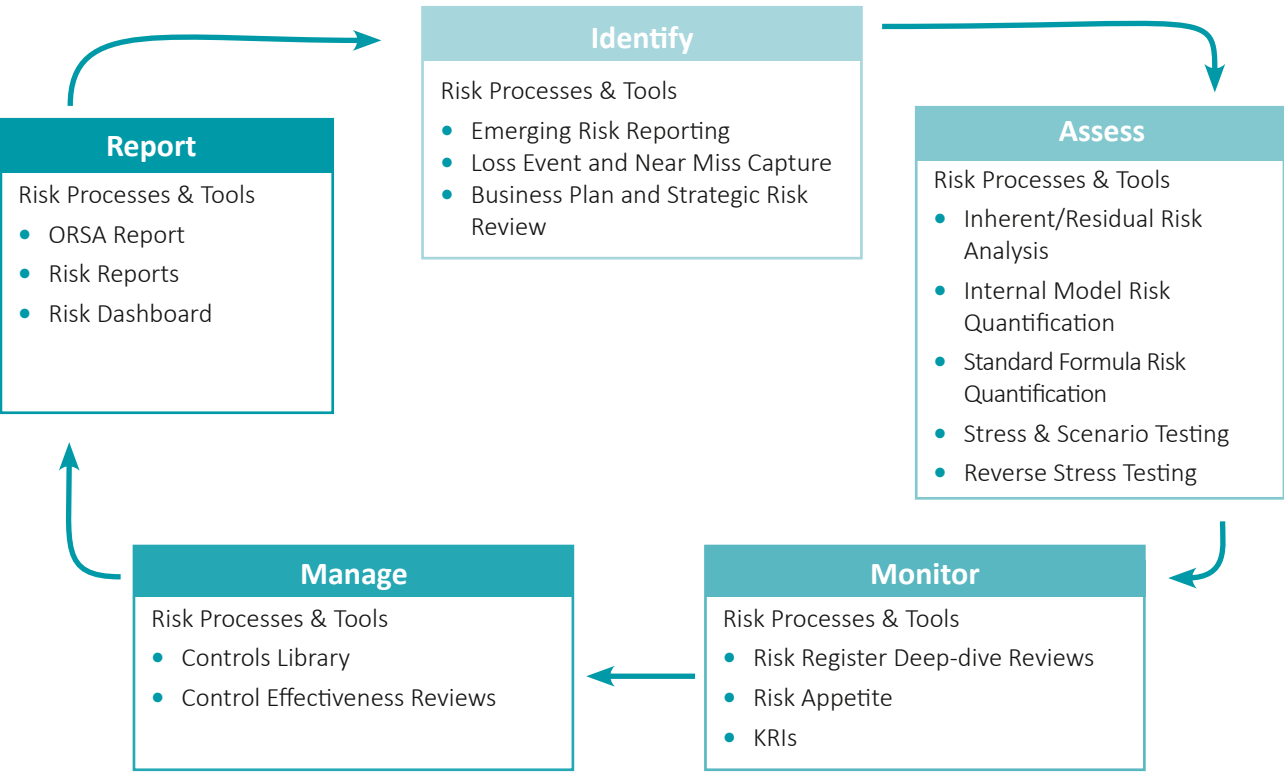 Identify
Risk Processes & Tools
Emerging Risk Reporting
Loss Event and Near Miss Capture
Business Plan and Strategic Risk
Review
Assess
Risk Processes & Tools
Inherent/Residual Risk
Analysis
Internal Model Risk
Quantification
Standard Formula Risk
Quantification
Stress & Scenario Testing
Reverse Stress Testing
Monitor
Risk Processes & Tools
Risk Register Deep-dive Reviews
Risk Appetite
KRIs
Manage
Risk Processes & Tools
Controls Library
Control Effectiveness Reviews
Report
Risk Processes & Tools
ORSA Report
Risk Reports
Risk Dashboard